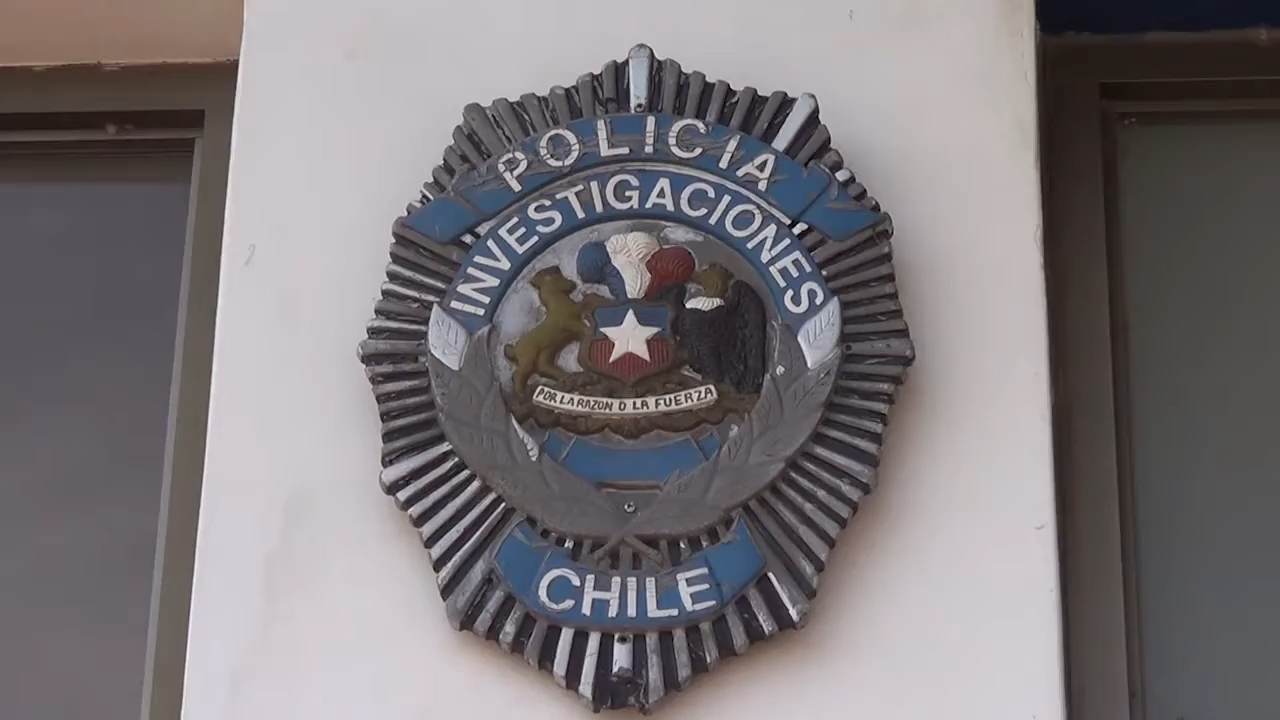 POLICIA
INVESTIGACIONES
POR LA RAZON O LA FUERZA
CHILE